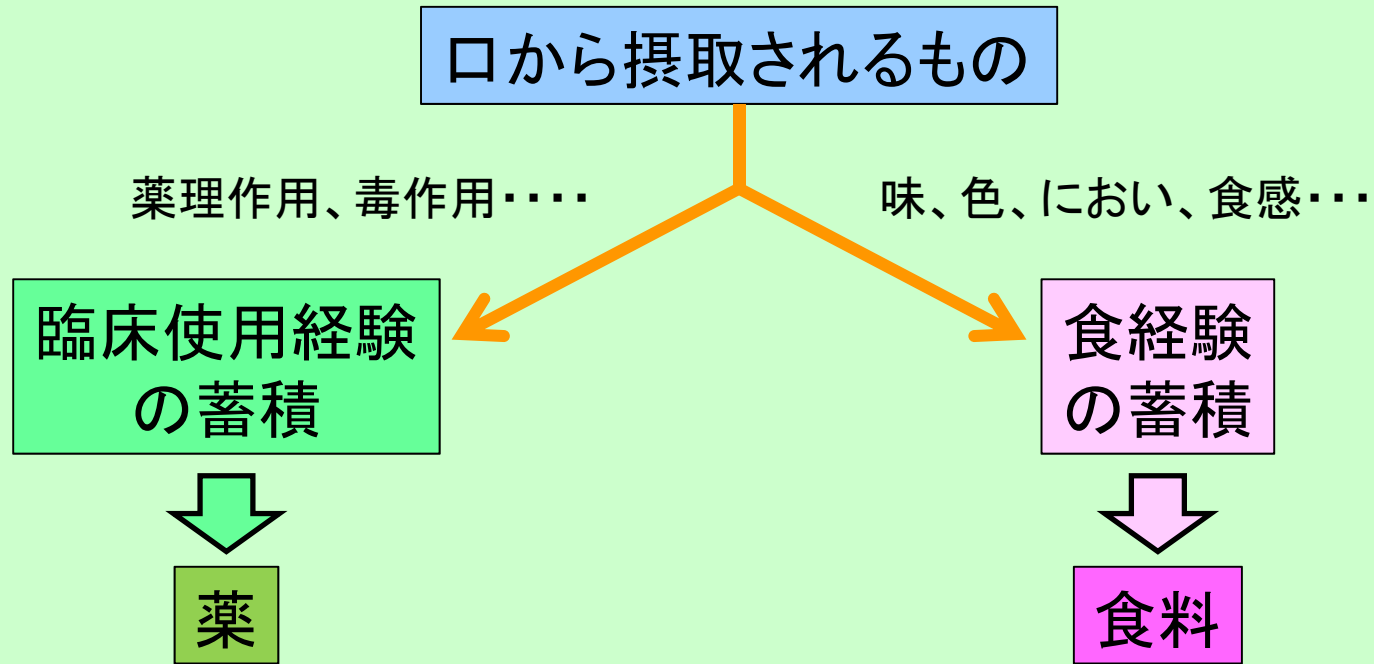 口から摂取されるもの
薬理作用、毒作用・・・・
味、色、におい、食感・・・
臨床使用経験
の蓄積
食経験
の蓄積
薬
食料